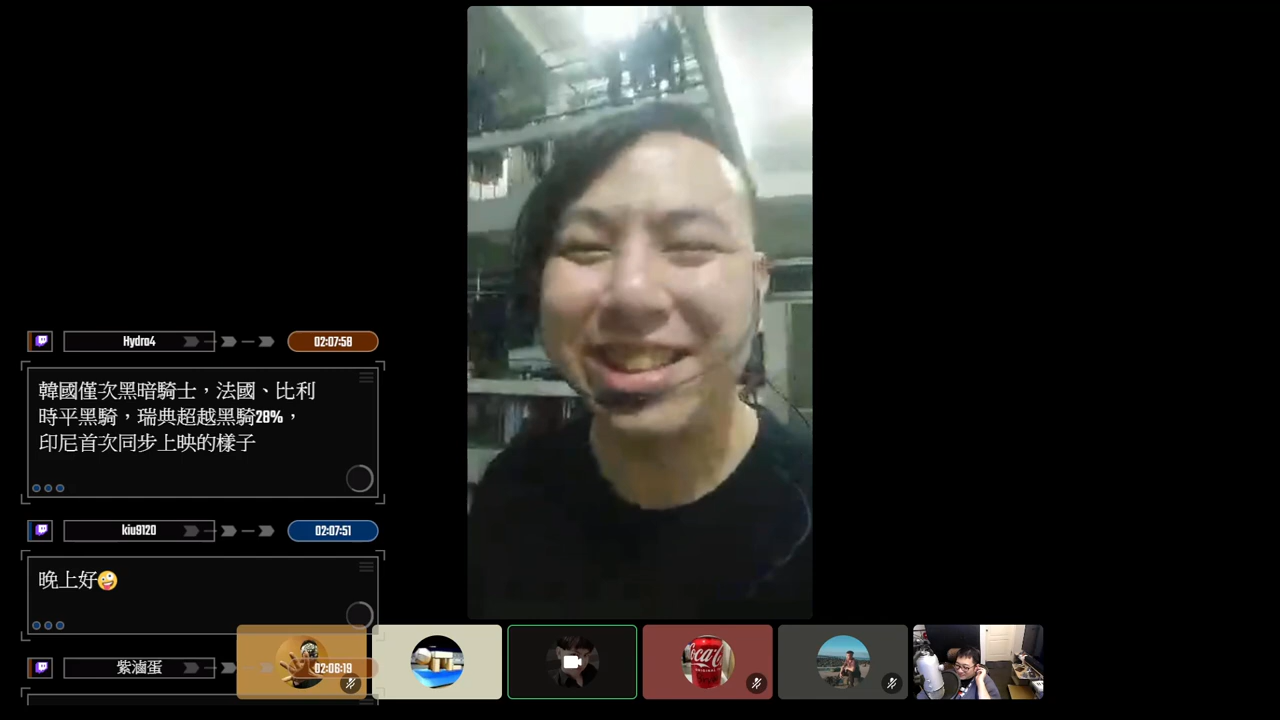 Hydro4
02:07:58
韓國僅次黑暗騎士，法國、比利
時平黑騎，瑞典超越黑騎28%，
印尼首次同步上映的樣子
kiu9120
02:07:51
晚上好🤪
紫滷蛋
02:06:19
Coca-Cola